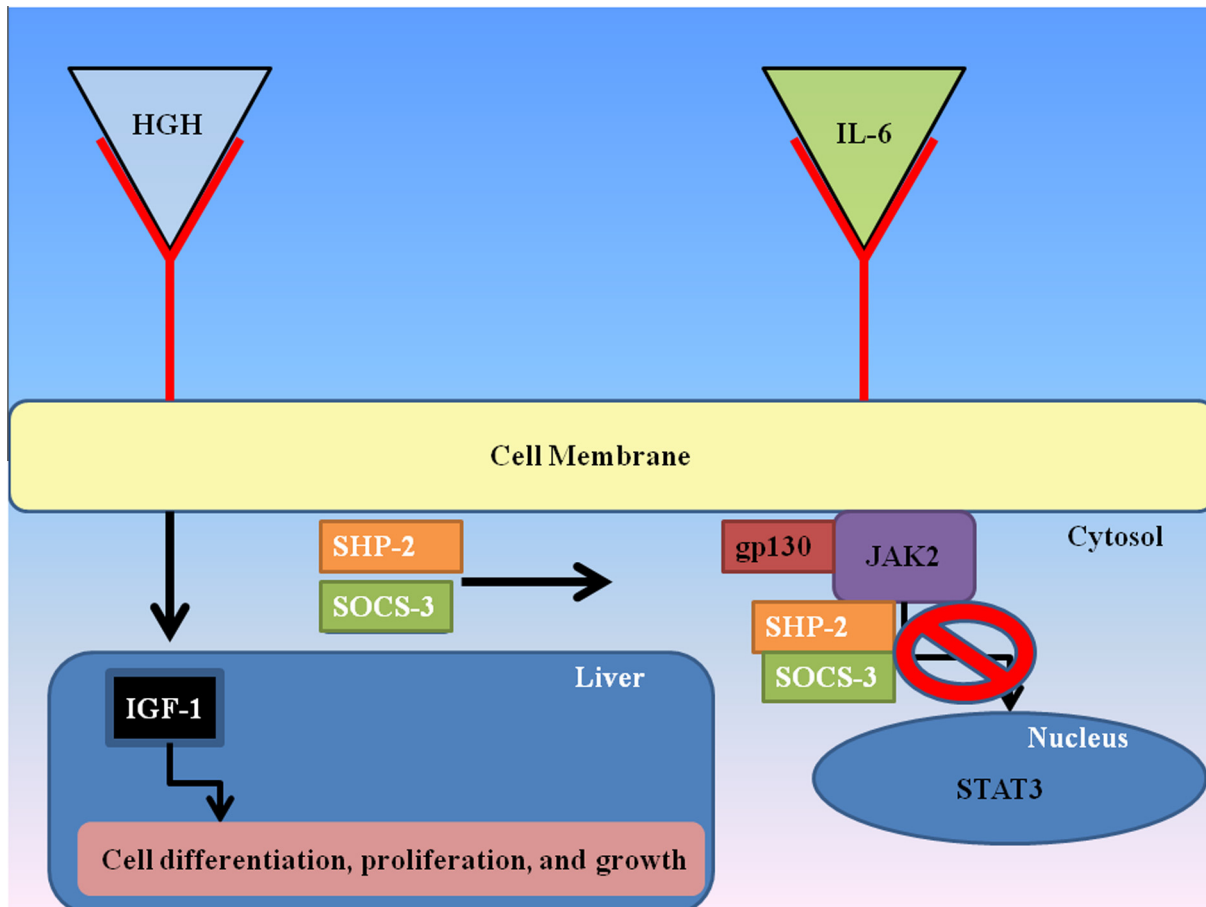 HGH
IL-6
Cell Membrane
SHP-2
SOCS-3
gp130
JAK2
Cytosol
SHP-2
SOCS-3
Liver
IGF-1
Nucleus
STAT3
Cell differentiation, proliferation, and growth